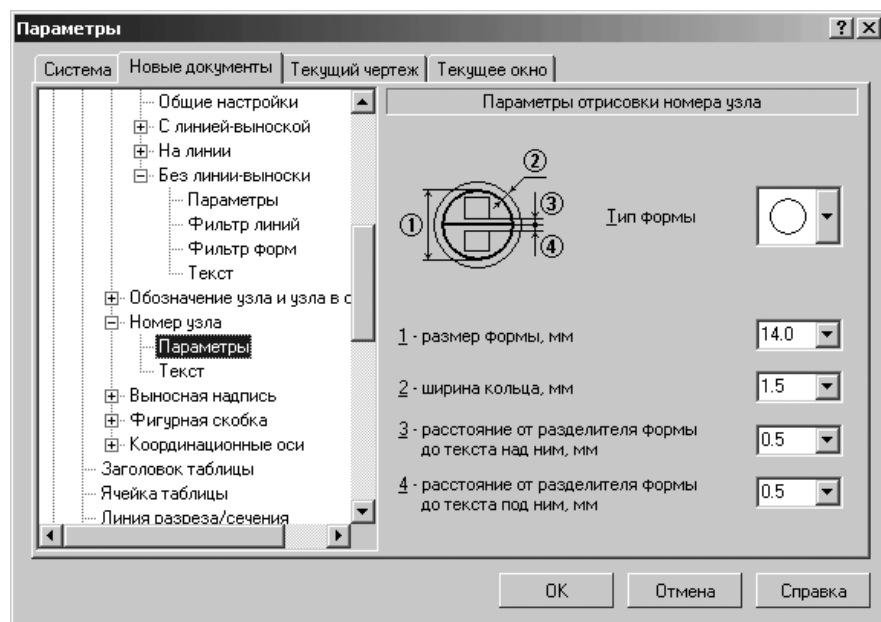 Параметры
Система Новые документы Текущий чертеж Текущее окно
Общие настройки
С линией-выноской
На линии
Без линии-выноски
Параметры
Фильтр линий
Фильтр форм
Текст
Обозначение узла и узла в с
Номер узла
Параметры
Текст
Выносная надпись
Фигурная скобка
Координационные оси
Заголовок таблицы
Ячейка таблицы
Линия разреза/сечения
Параметры отрисовки номера узла
2
1
3
4
Тип формы
1 - размер формы, мм 14.0
2 - ширина кольца, мм 1.5
3 - расстояние от разделителя формы
до текста над ним, мм 0.5
4 - расстояние от разделителя формы
до текста под ним, мм 0.5
OK Отмена Справка